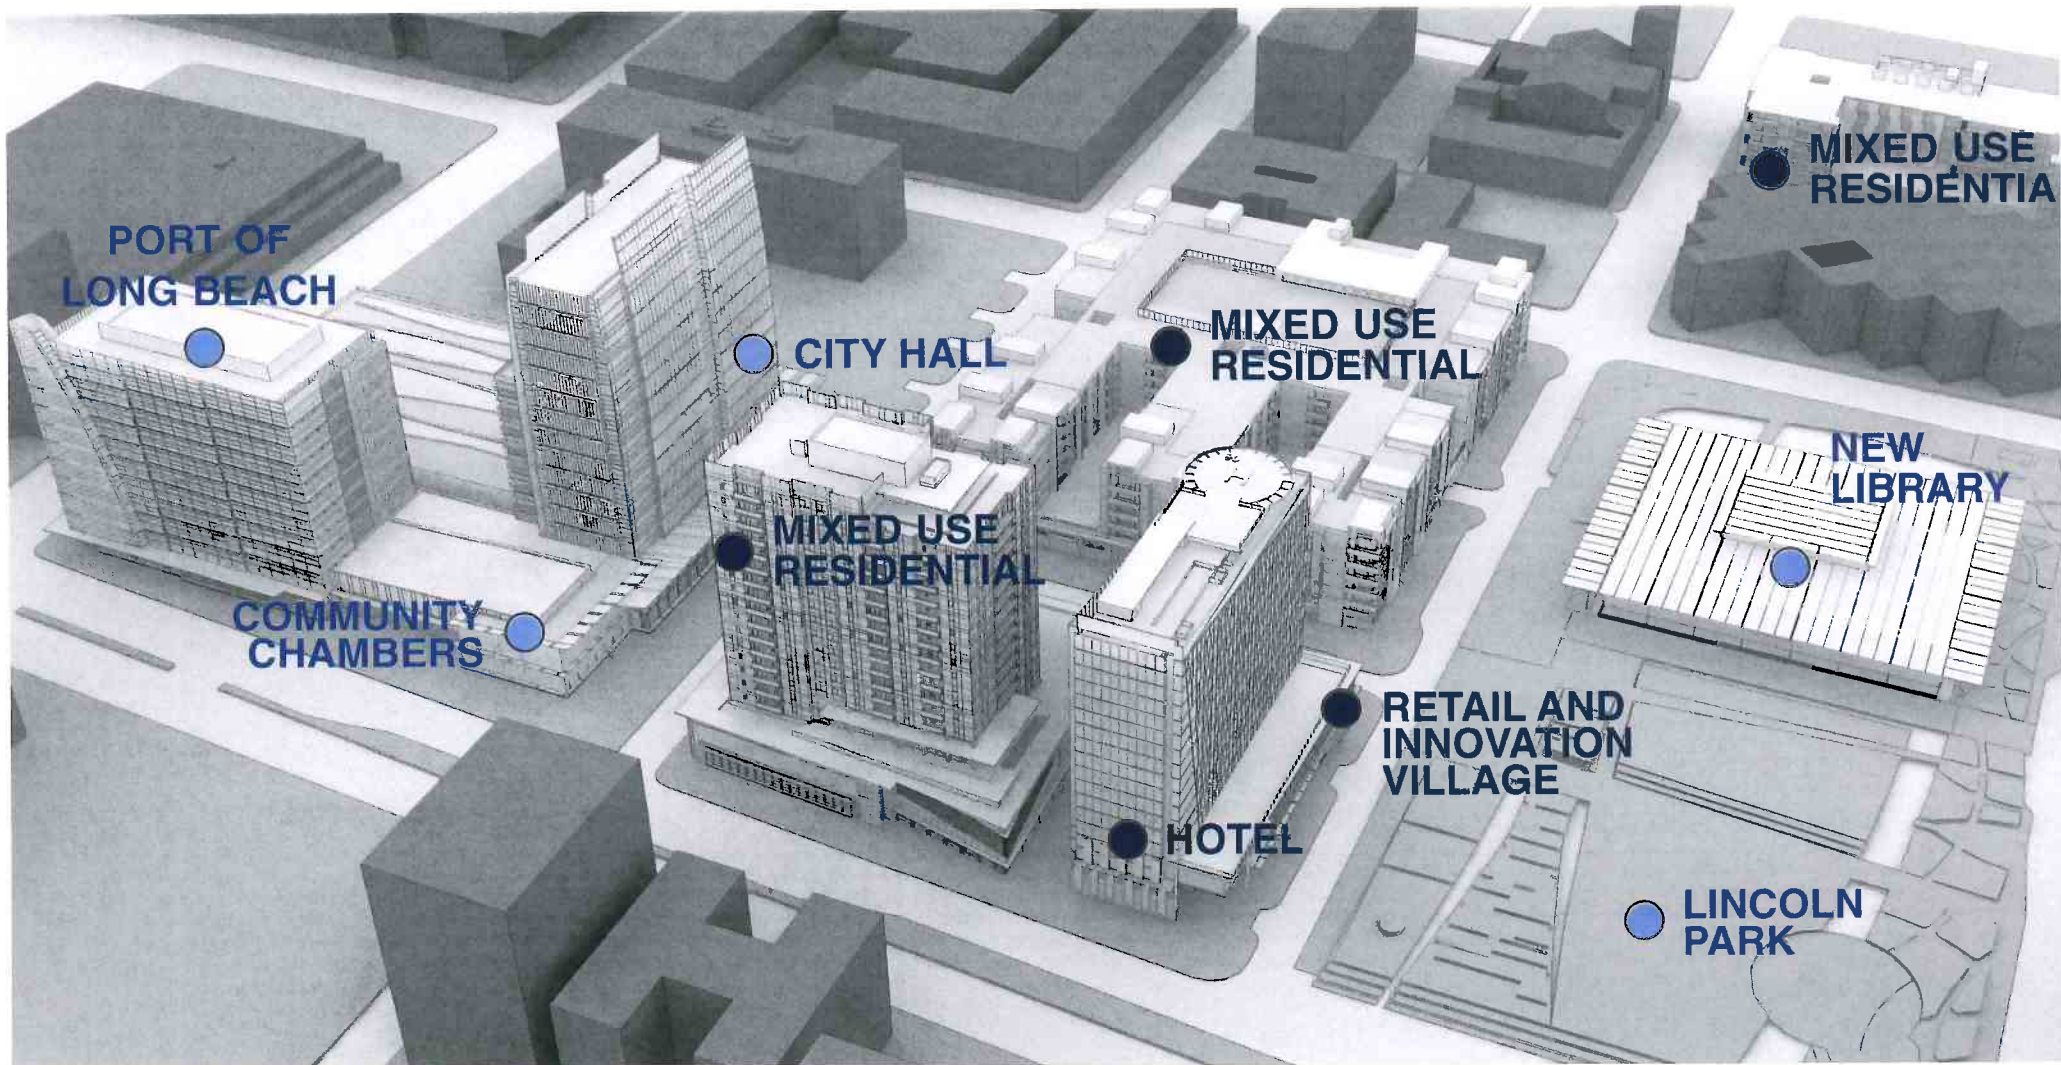 MIXED USE
RESIDENTIA
PORT OF
LONG BEACH
CITY HALL
MIXED USE
RESIDENTIAL
NEW
LIBRARY
MIXED USE
RESIDENTIAL
COMMUNITY
CHAMBERS
RETAIL AND
INNOVATION
VILLAGE
HOTEL
LINCOLN
PARK